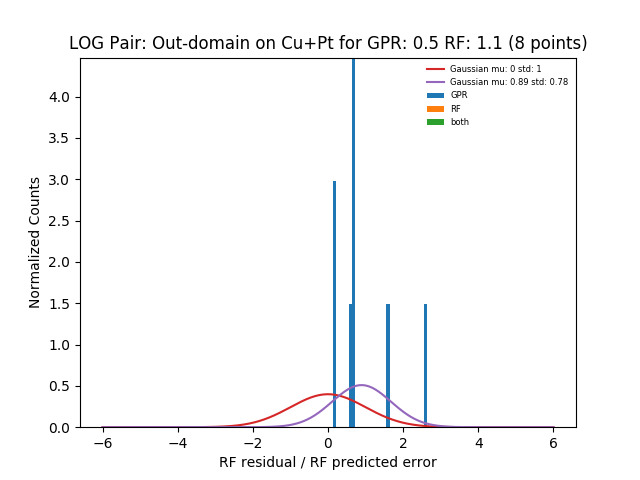 LOG Pair: Out-domain on Cu+Pt for GPR: 0.5 RF: 1.1 (8 points)
Gaussian mu: 0 std: 1
Gaussian mu: 0.89 std: 0.78
GPR
RF
both
4.0
3.5
3.0
2.5
2.0
1.5
1.0
0.5
0.0
Normalized Counts
−6 −4 −2 0 2 4 6
RF residual / RF predicted error